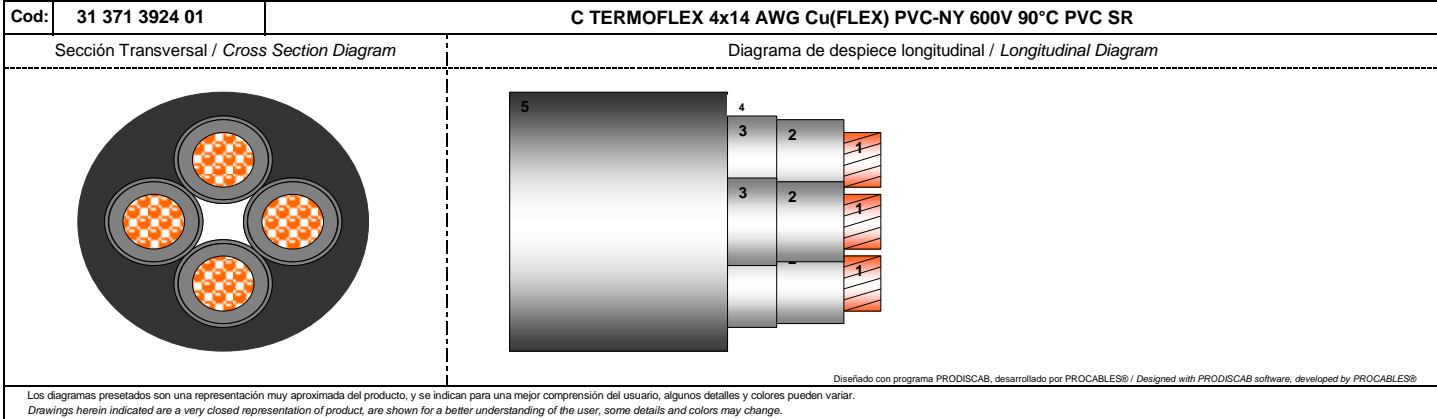 Cod: 31 371 3924 01 C TERMOFLEX 4x14 AWG Cu(FLEX) PVC-NY 600V 90°C PVC SR
Sección Transversal / Cross Section Diagram Diagrama de despiece longitudinal / Longitudinal Diagram
5
4
3 2 1
3 2 1
1
Diseñado con programa PRODISCAB, desarrollado por PROCABLES® / Designed with PRODISCAB software, developed by PROCABLES®
Los diagramas presetados son una representación muy aproximada del producto, y se indican para una mejor comprensión del usuario, algunos detalles y colores pueden variar.
Drawings herein indicated are a very closed representation of product, are shown for a better understanding of the user, some details and colors may change.